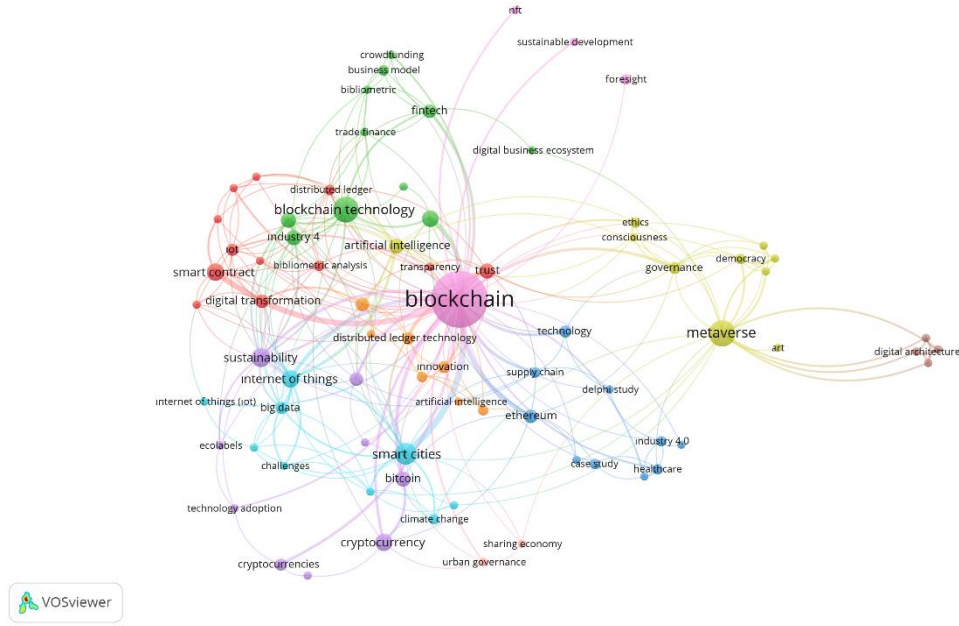 nft
sustainable development
crowdfunding
business model
foresight
bibliometric
fintech
trade finance
digital business ecosystem
distributed ledger
blockchain technology
ethics
industry 4
consciousness
artificial intelligence
iot
democracy
bibliometric analysis
transparency
trust
governance
smart contract
blockchain
digital transformation
technology
metaverse
distributed ledger technology
art
digital architecture
sustainability
innovation
supply chain
internet of things
delphi study
internet of things (iot)
big data
artificial intelligence
ethereum
ecolabels
industry 4.0
smart cities
challenges
case study
healthcare
bitcoin
technology adoption
climate change
cryptocurrency
sharing economy
cryptocurrencies
urban governance
VOSviewer